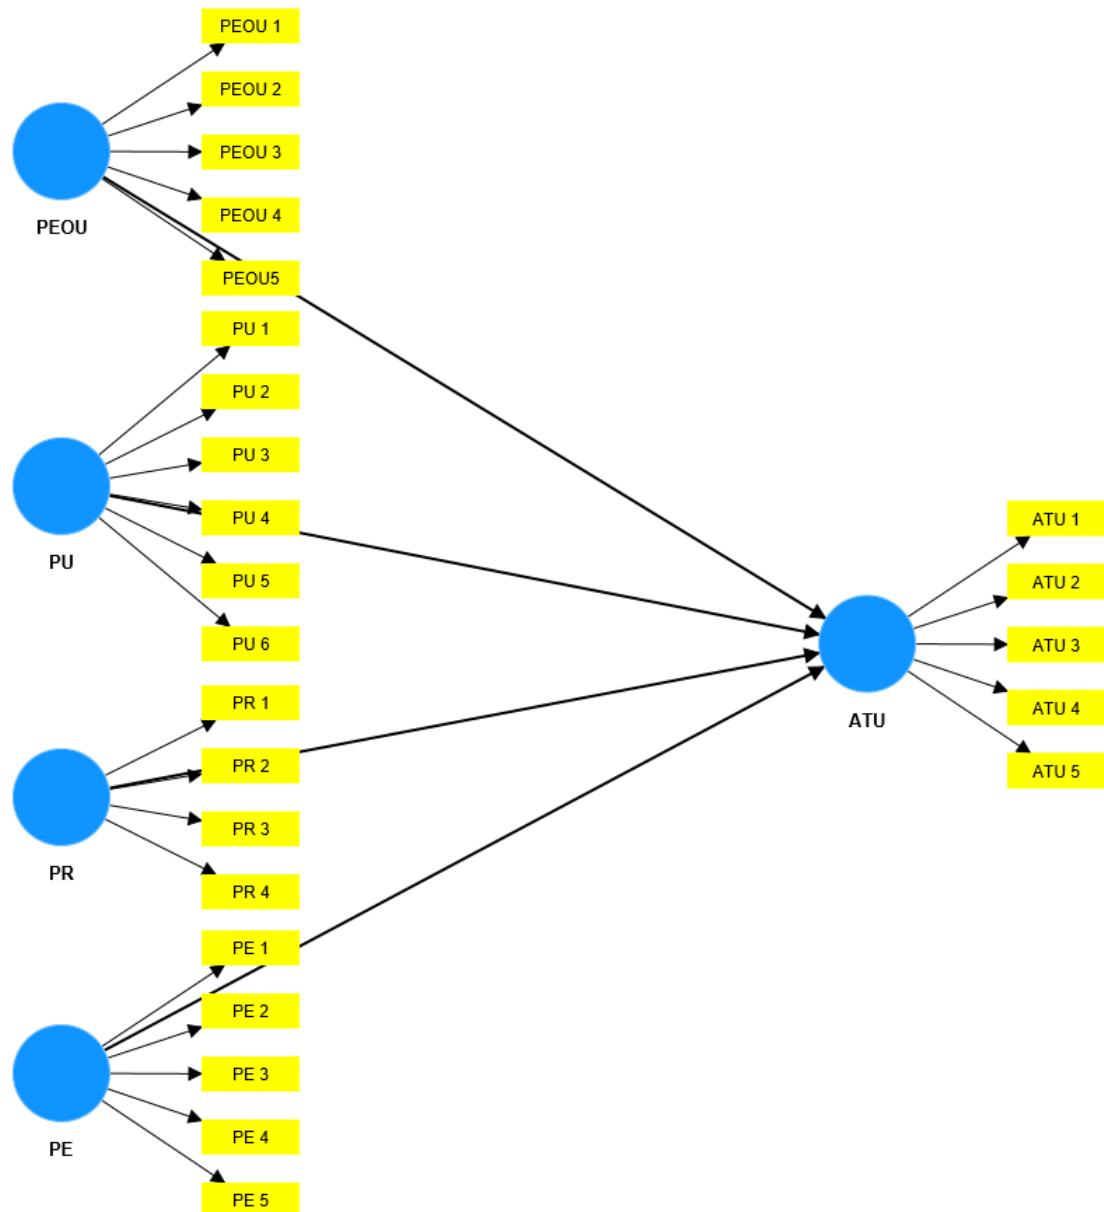 PEOU 1
PEOU 2
PEOU 3
PEOU 4
PEOU5
PEOU
PU 1
PU 2
PU 3
PU 4
PU 5
PU 6
PU
PR 1
PR 2
PR 3
PR 4
PR
PE 1
PE 2
PE 3
PE 4
PE 5
PE
ATU 1
ATU 2
ATU 3
ATU 4
ATU 5
ATU